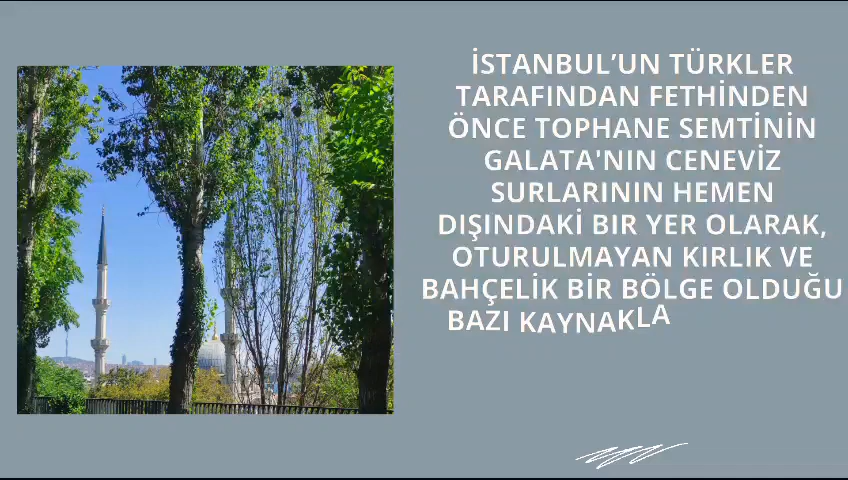 İSTANBUL’UN TÜRKLER
TARAFINDAN FETHİNDEN
ÖNCE TOPHANE SEMTİNİN
GALATA'NIN CENEVİZ
SURLARININ HEMEN
DIŞINDAKİ BIR YER OLARAK,
OTURULMAYAN KIRLIK VE
BAHÇELİK BİR BÖLGE OLDUĞU
BAZI KAYNAKLA